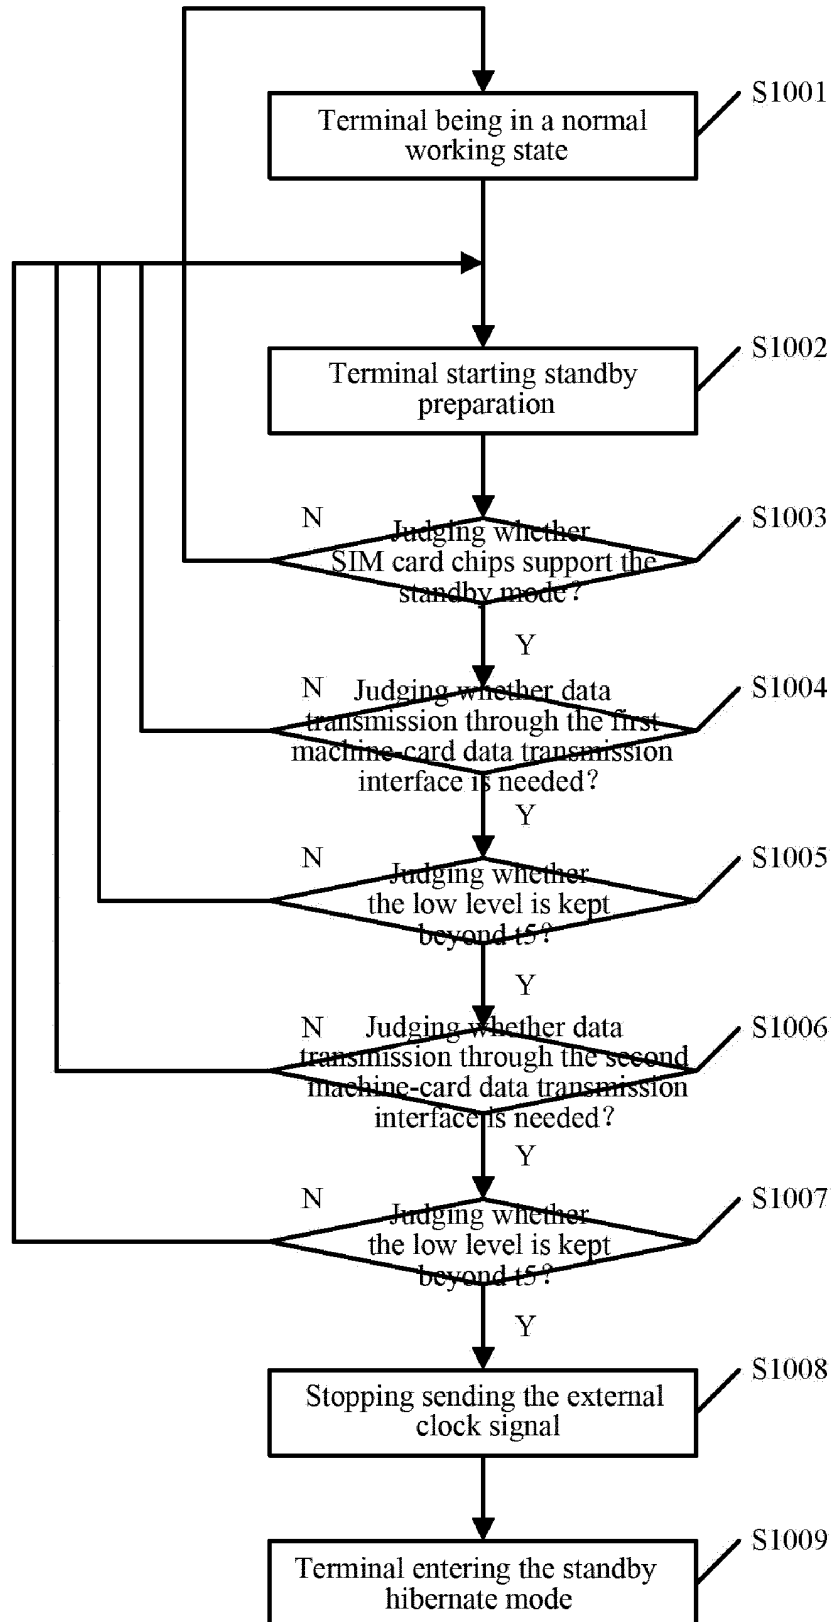 S1001
Terminal being in a normal
working state
S1002
Terminal starting standby
preparation
S1003
N
Judging whether
SIM card chips support the
standby mode?
Y
S1004
N
Judging whether data
transmission through the first
machine-card data transmission
interface is needed?
Y
S1005
N
Judging whether
the low level is kept
beyond t5?
Y
S1006
N
Judging whether data
transmission through the second
machine-card data transmission
interface is needed?
Y
S1007
N
Judging whether
the low level is kept
beyond t5?
Y
S1008
Stopping sending the external
clock signal
S1009
Terminal entering the standby
hibernate mode